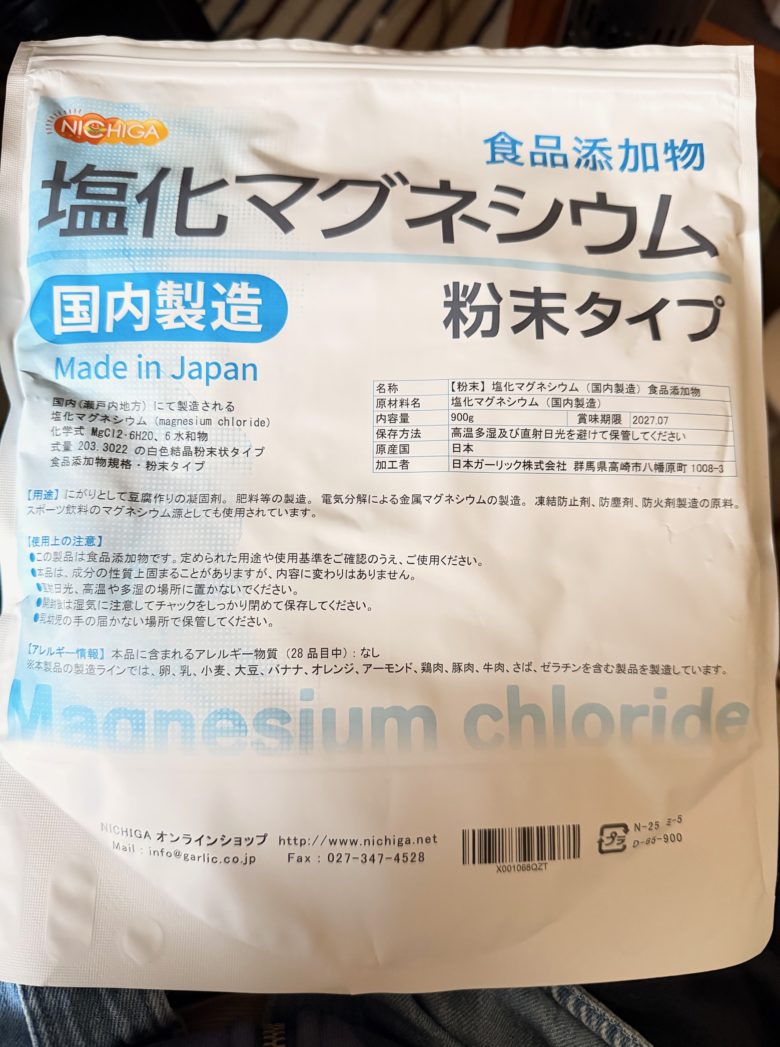 NICHIGA
食品添加物
塩化マグネシウム
国内製造
粉末タイプ
Made in Japan
国内(瀬戸内地方) にて製造される
塩化マグネシウム (magnesium chloride)
化学式 MgCl2・6H2O、6 水和物
式量 203.3022 の白色結晶粉末状タイプ
食品添加物規格・粉末タイプ
名称 【粉末】塩化マグネシウム (国内製造) 食品添加物
原材料名 塩化マグネシウム (国内製造)
内容量 900g 賞味期限 2027.07
保存方法 高温多湿及び直射日光を避けて保管してください
原産国 日本
加工者 日本ガーリック株式会社 群馬県高崎市八幡原町 1008-3
【用途】にがりとして豆腐作りの凝固剤。肥料等の製造。電気分解による金属マグネシウムの製造。凍結防止剤、防塵剤、防火剤製造の原料。
スポーツ飲料のマグネシウム源としても使用されています。
【使用上の注意】
●この製品は食品添加物です。定められた用途や使用基準をご確認のうえ、ご使用ください。
●本品は、成分の性質上固まることがありますが、内容に変わりはありません。
●直射日光、高温や多湿の場所に置かないでください。
●開封後は湿気に注意してチャックをしっかり閉めて保存してください。
●乳幼児の手の届かない場所で保管してください。
【アレルギー情報】本品に含まれるアレルギー物質 (28 品目中) : なし
※本製品の製造ラインでは、卵、乳、小麦、大豆、バナナ、オレンジ、アーモンド、鶏肉、豚肉、牛肉、さば、ゼラチンを含む製品を製造しています。
Magnesium chloride
NICHIGA オンラインショップ http://www.nichiga.net
Mail : info@garlic.co.jp Fax : 027-347-4528
X001068QZT
プラ
N-25 ミ-5
D-65-900